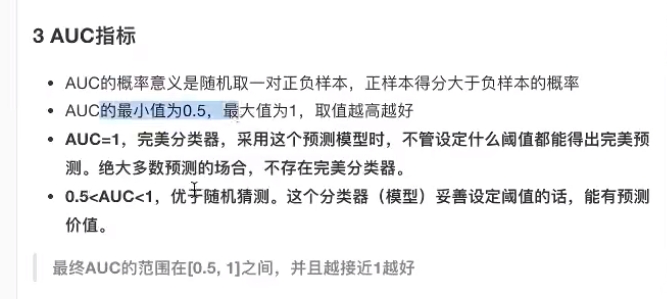 3 AUC指标
AUC的概率意义是随机取一对正负样本，正样本得分大于负样本的概率
AUC的最小值为0.5，最大值为1，取值越高越好
AUC=1，完美分类器，采用这个预测模型时，不管设定什么阈值都能得出完美预
测。绝大多数预测的场合，不存在完美分类器。
0.5<AUC<1，优于随机猜测。这个分类器（模型）妥善设定阈值的话，能有预测
价值。
最终AUC的范围在[0.5, 1]之间，并且越接近1越好